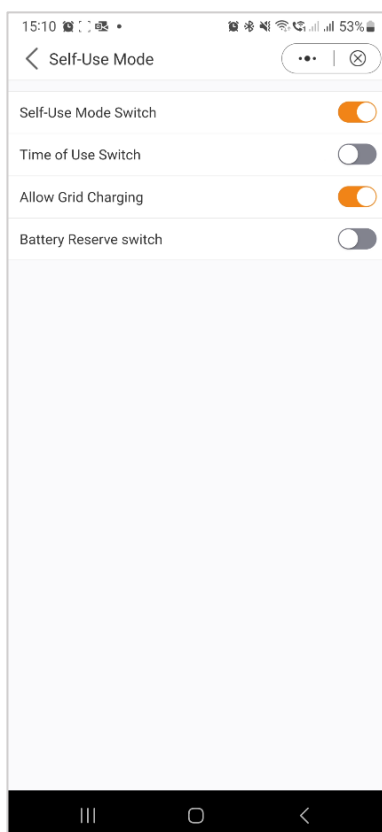 15:10
53%
Self-Use Mode
Self-Use Mode Switch
Time of Use Switch
Allow Grid Charging
Battery Reserve switch